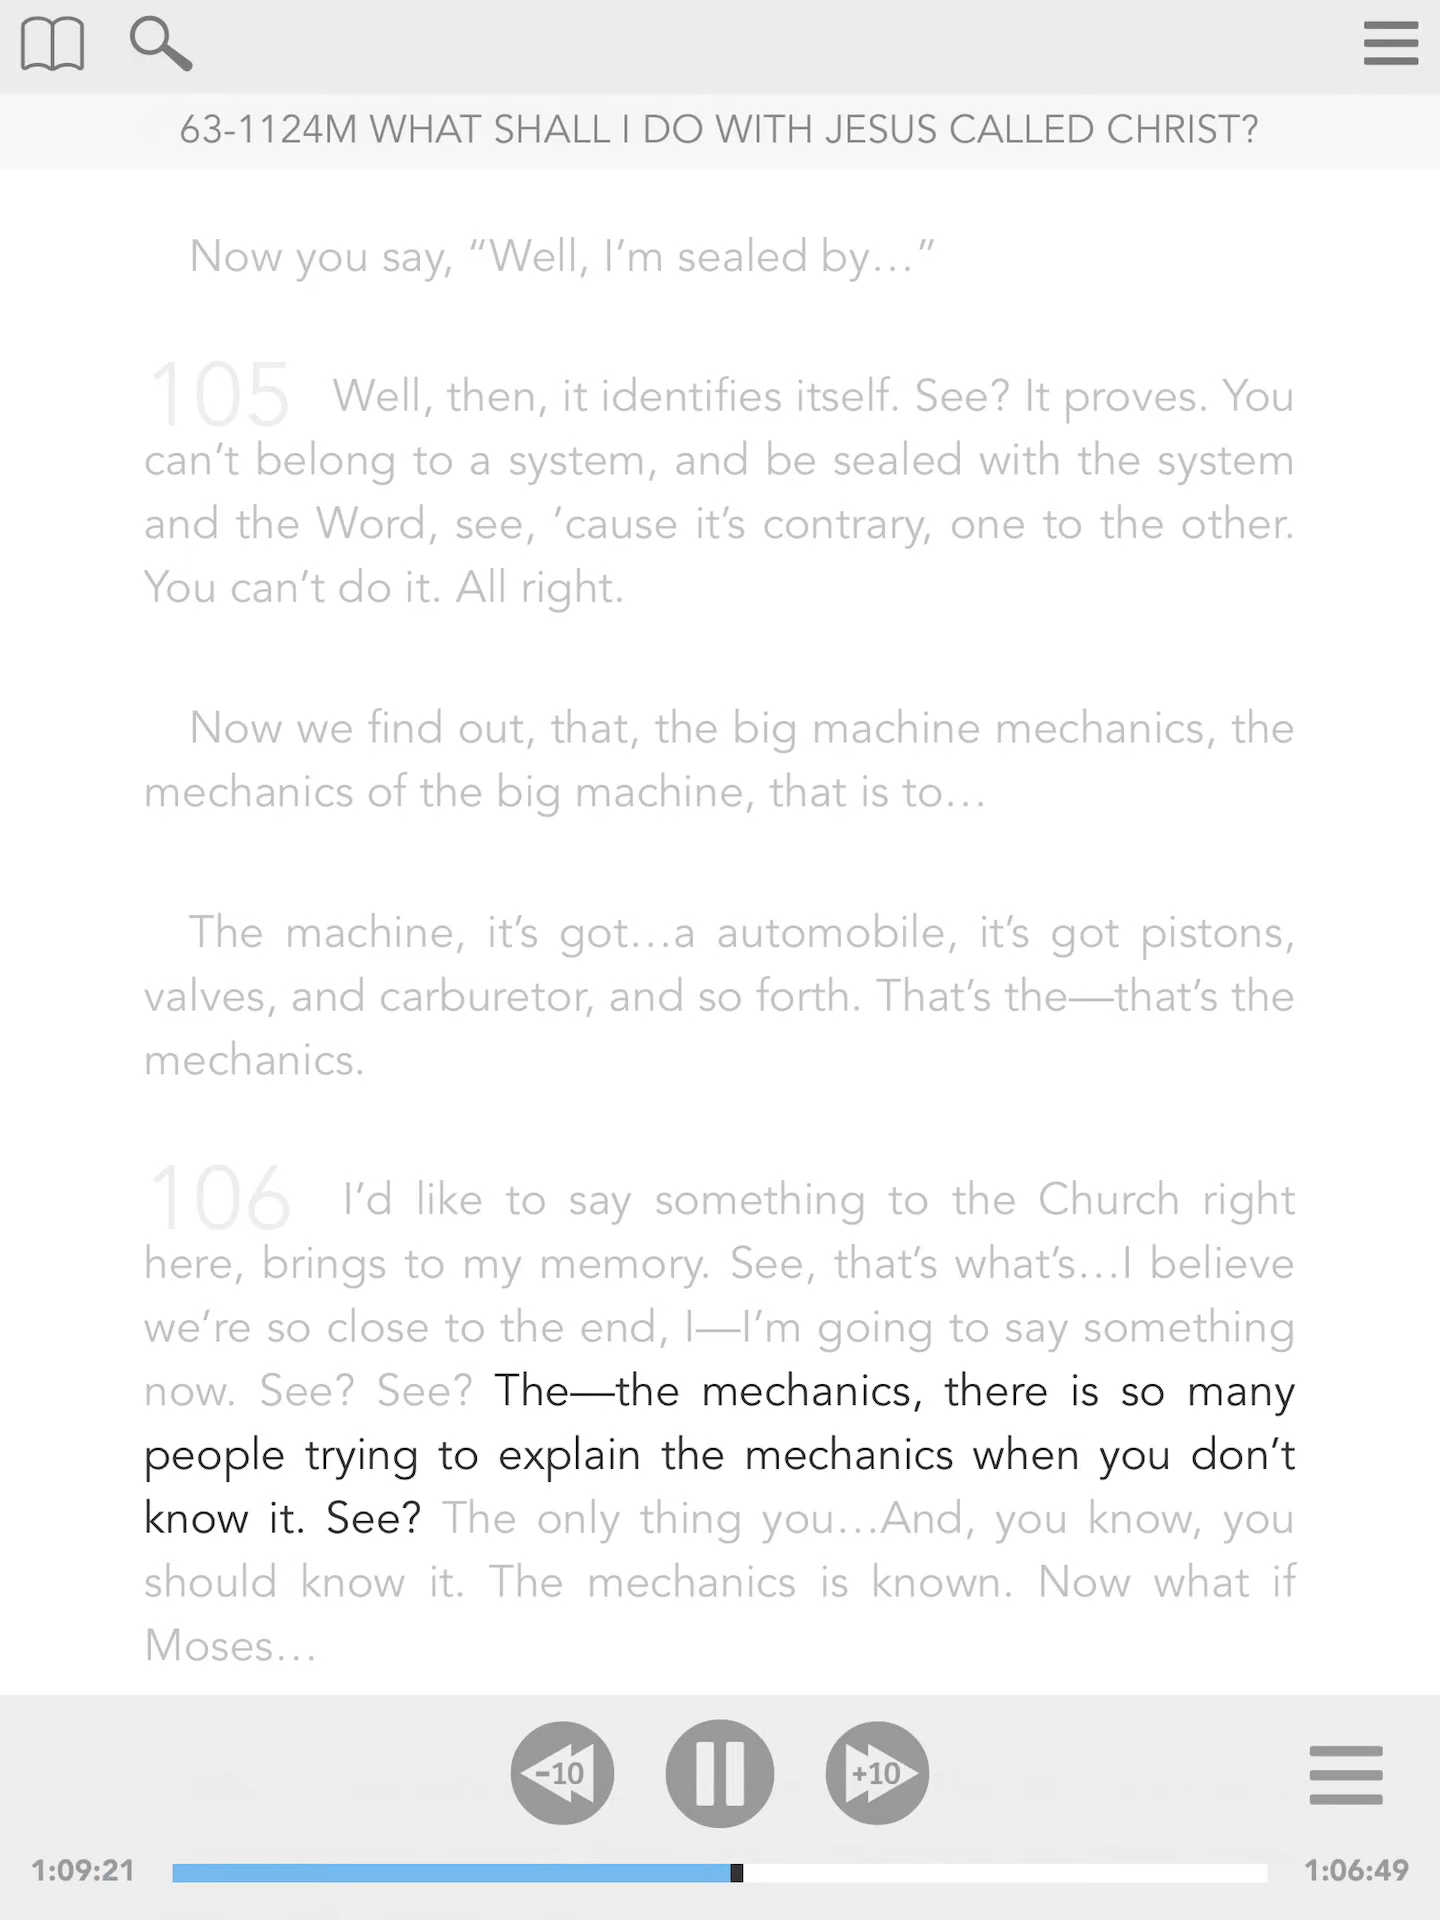 63-1124M WHAT SHALL I DO WITH JESUS CALLED CHRIST?
Now you say, “Well, I’m sealed by…”
105 Well, then, it identifies itself. See? It proves. You
can’t belong to a system, and be sealed with the system
and the Word, see, ’cause it’s contrary, one to the other.
You can’t do it. All right.
Now we find out, that, the big machine mechanics, the
mechanics of the big machine, that is to…
The machine, it’s got…a automobile, it’s got pistons,
valves, and carburetor, and so forth. That’s the—that’s the
mechanics.
106 I’d like to say something to the Church right
here, brings to my memory. See, that’s what’s…I believe
we’re so close to the end, I—I’m going to say something
now. See? See? The—the mechanics, there is so many
people trying to explain the mechanics when you don’t
know it. See? The only thing you…And, you know, you
should know it. The mechanics is known. Now what if
Moses…
-10 +10
1:09:21 1:06:49